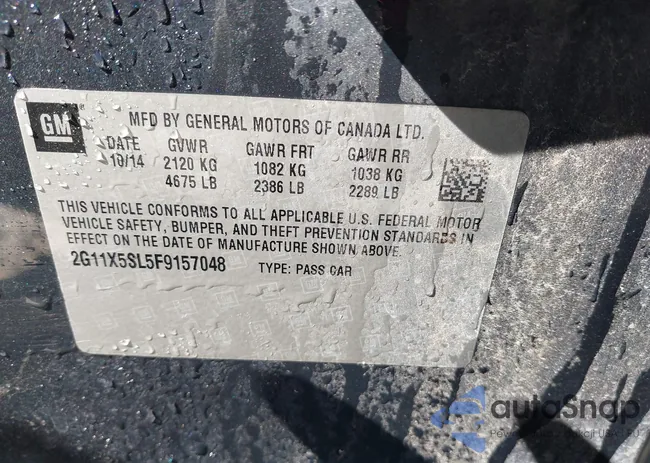 GM
MFD BY GENERAL MOTORS OF CANADA LTD.
DATE GVWR GAWR FRT GAWR RR
10/14 2120 KG 1082 KG 1038 KG
4675 LB 2386 LB 2289 LB
THIS VEHICLE CONFORMS TO ALL APPLICABLE U.S. FEDERAL MOTOR
VEHICLE SAFETY, BUMPER, AND THEFT PREVENTION STANDARDS IN
EFFECT ON THE DATE OF MANUFACTURE SHOWN ABOVE.
2G11X5SL5F9157048 TYPE: PASS CAR
autoSnap